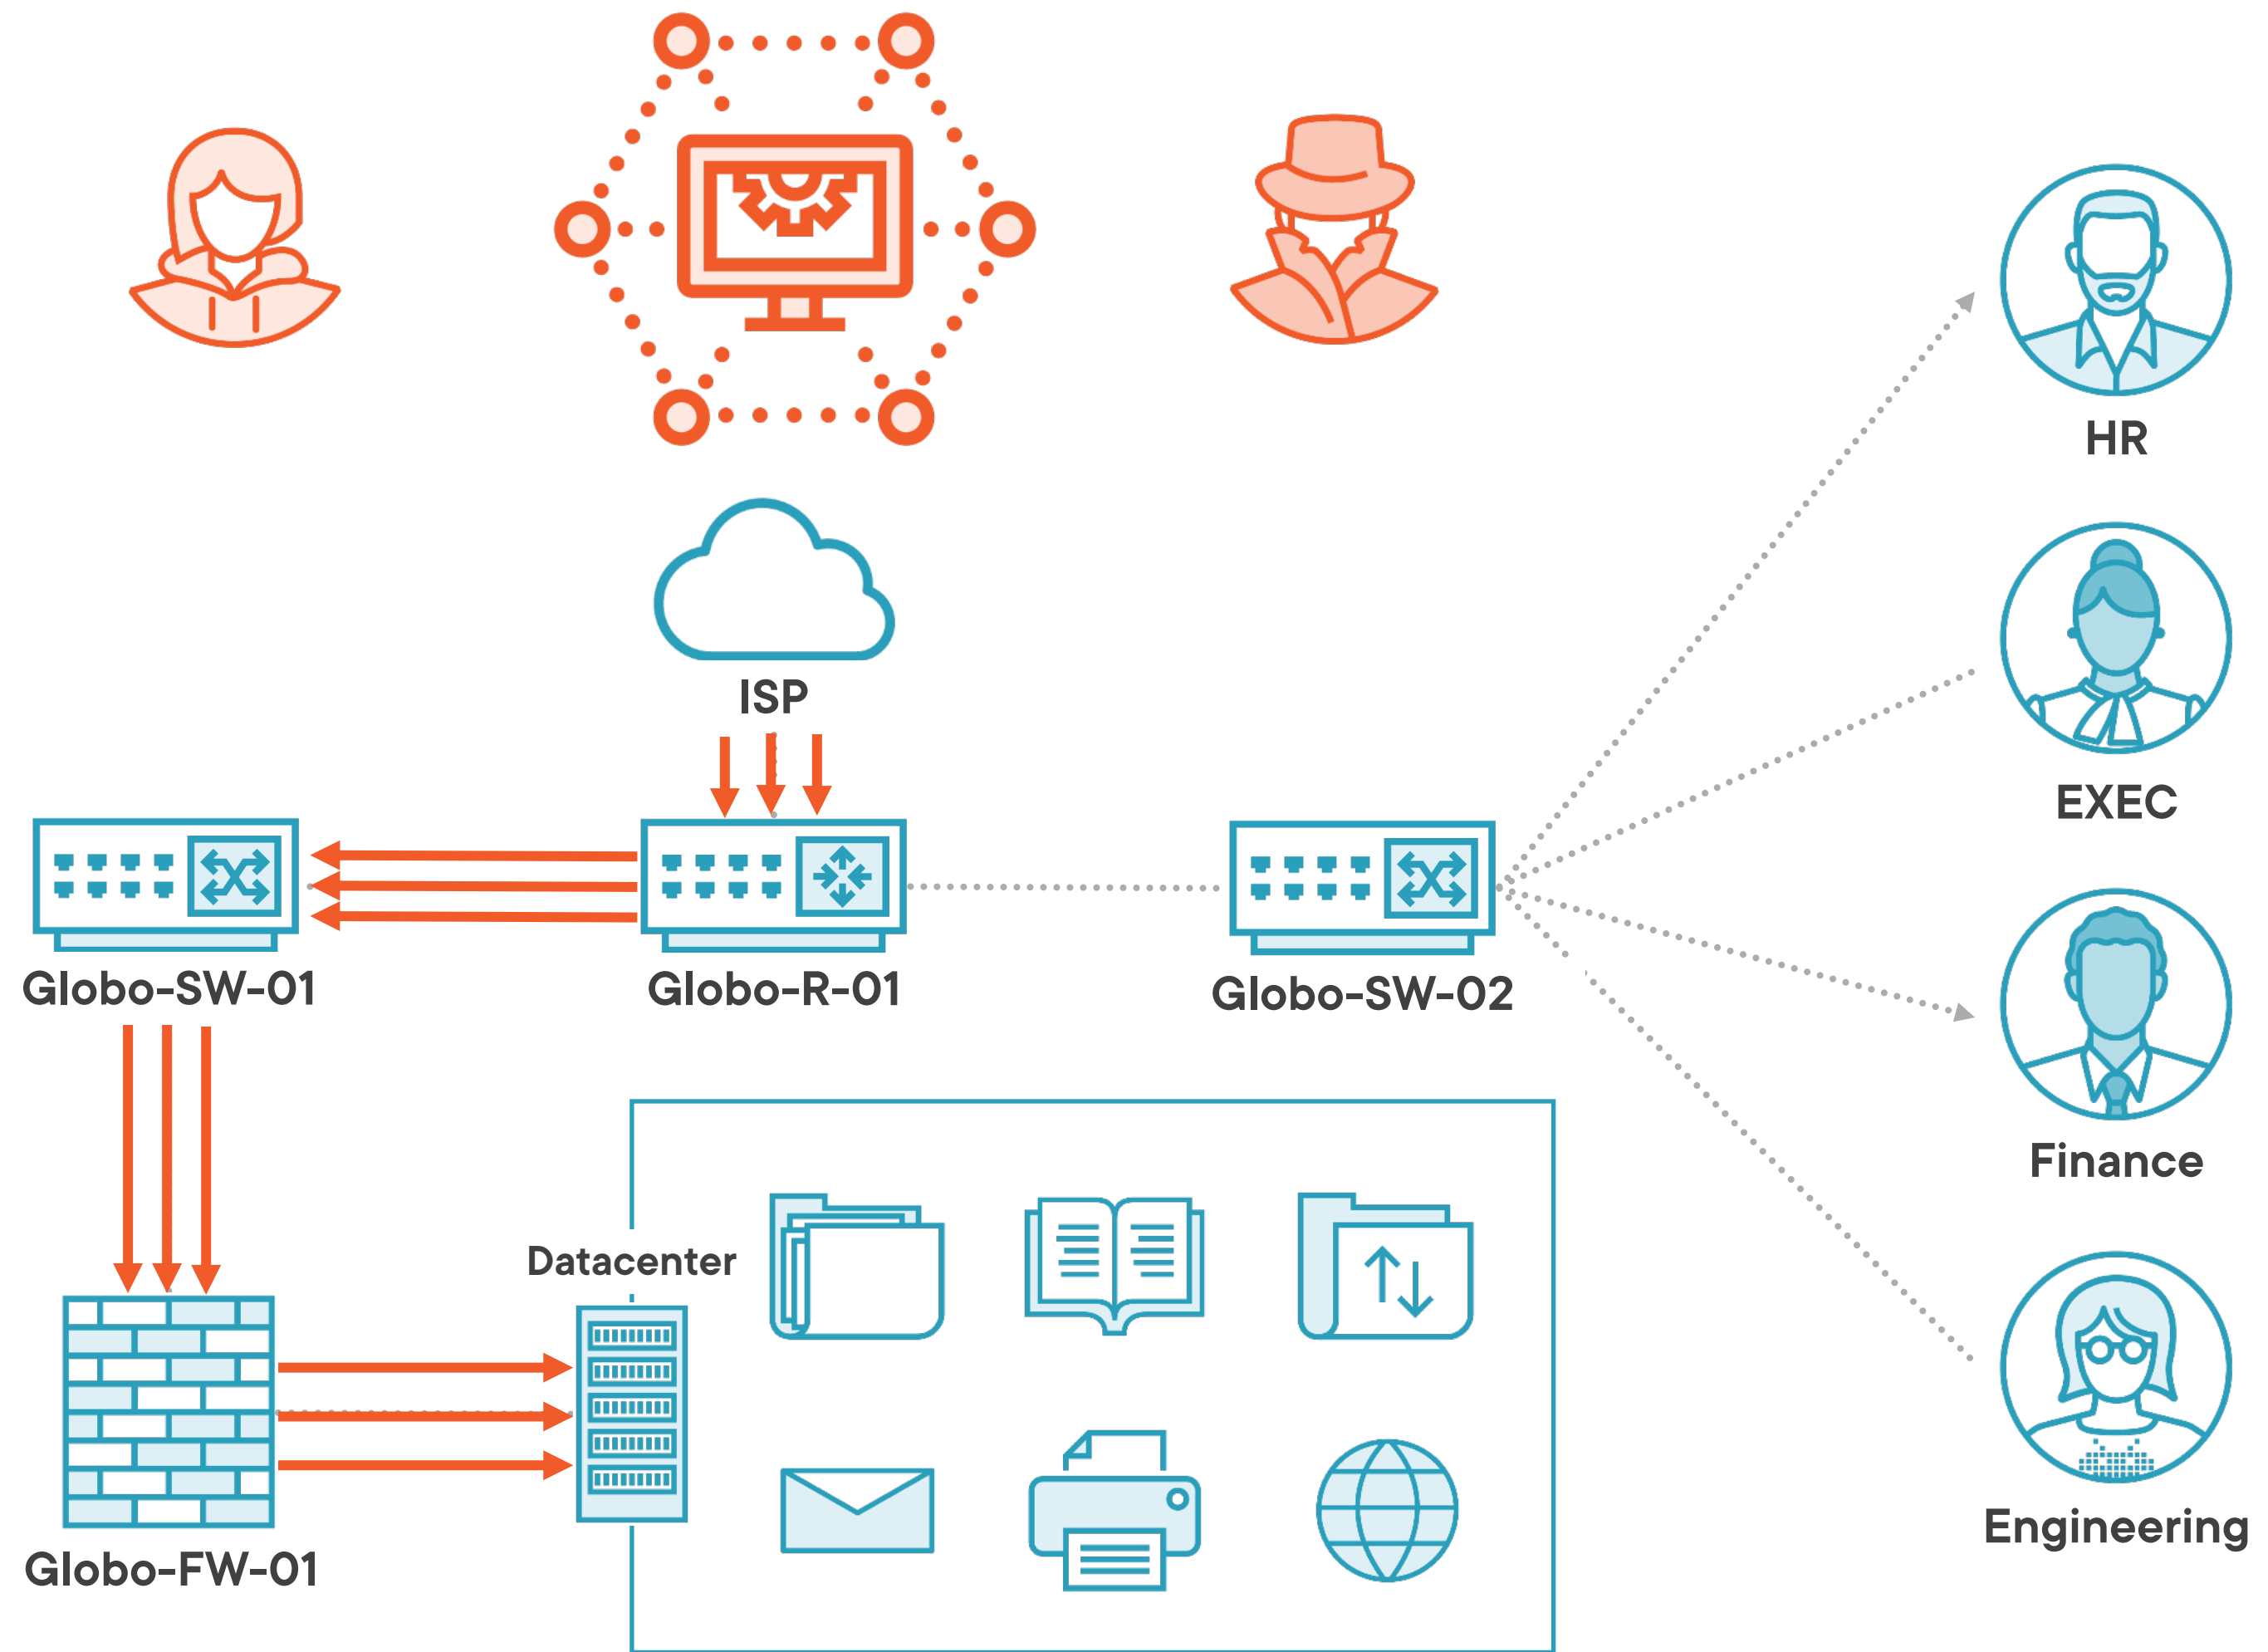 HR
ISP
EXEC
Globo-SW-01
Globo-R-01
Globo-SW-02
Finance
Datacenter
Engineering
Globo-FW-01